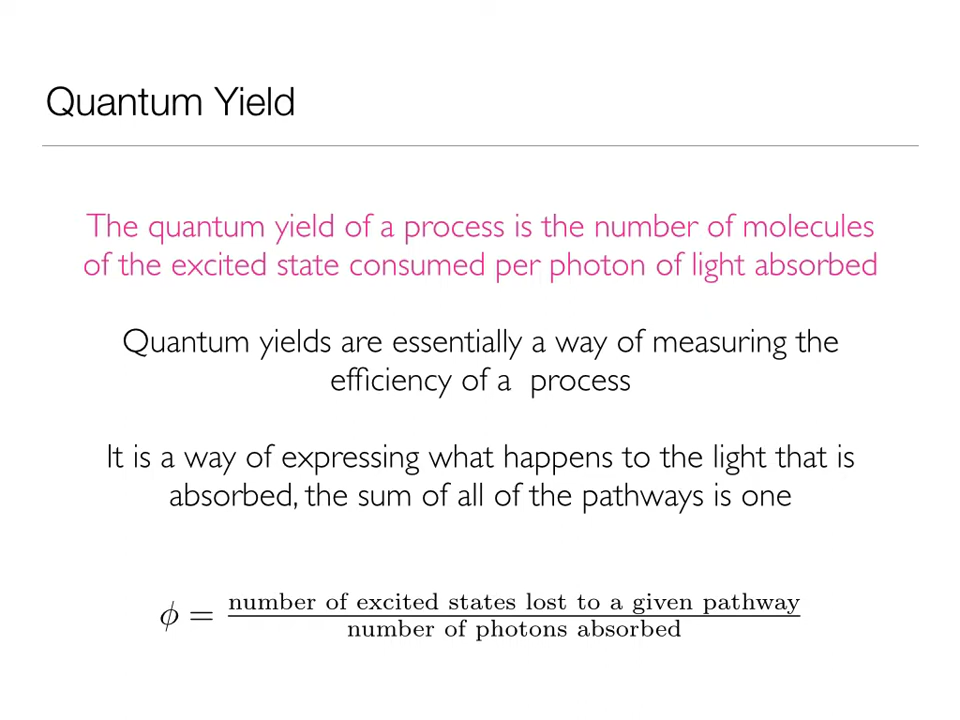 Quantum Yield
The quantum yield of a process is the number of molecules
of the excited state consumed per photon of light absorbed
Quantum yields are essentially a way of measuring the
efficiency of a process
It is a way of expressing what happens to the light that is
absorbed, the sum of all of the pathways is one
ϕ = number of excited states lost to a given pathway
number of photons absorbed